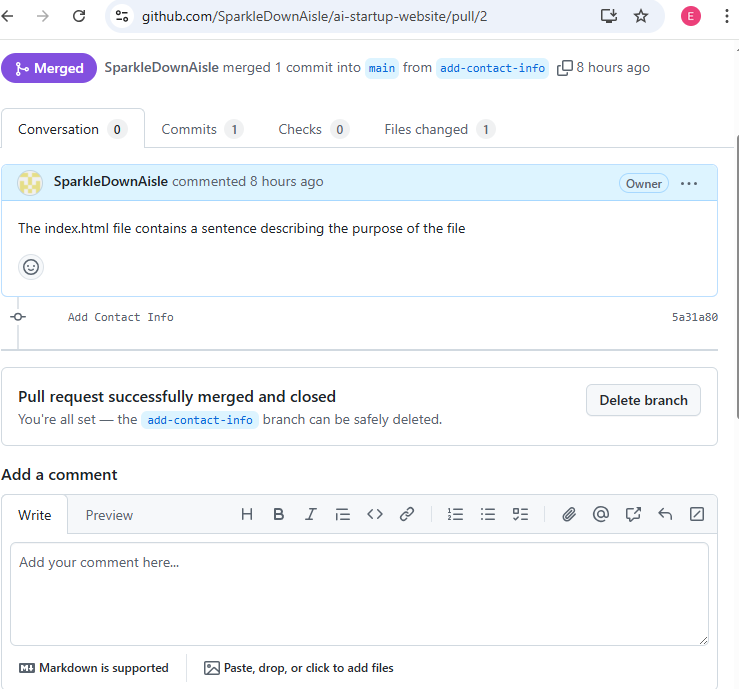 github.com/SparkleDownAisle/ai-startup-website/pull/2
E
Merged SparkleDownAisle merged 1 commit into main from add-contact-info 8 hours ago
Conversation 0 Commits 1 Checks 0 Files changed 1
SparkleDownAisle commented 8 hours ago Owner ...
The index.html file contains a sentence describing the purpose of the file
Add Contact Info 5a31a80
Pull request successfully merged and closed
Delete branch
You're all set — the add-contact-info branch can be safely deleted.
Add a comment
Write Preview
Add your comment here...
Markdown is supported Paste, drop, or click to add files